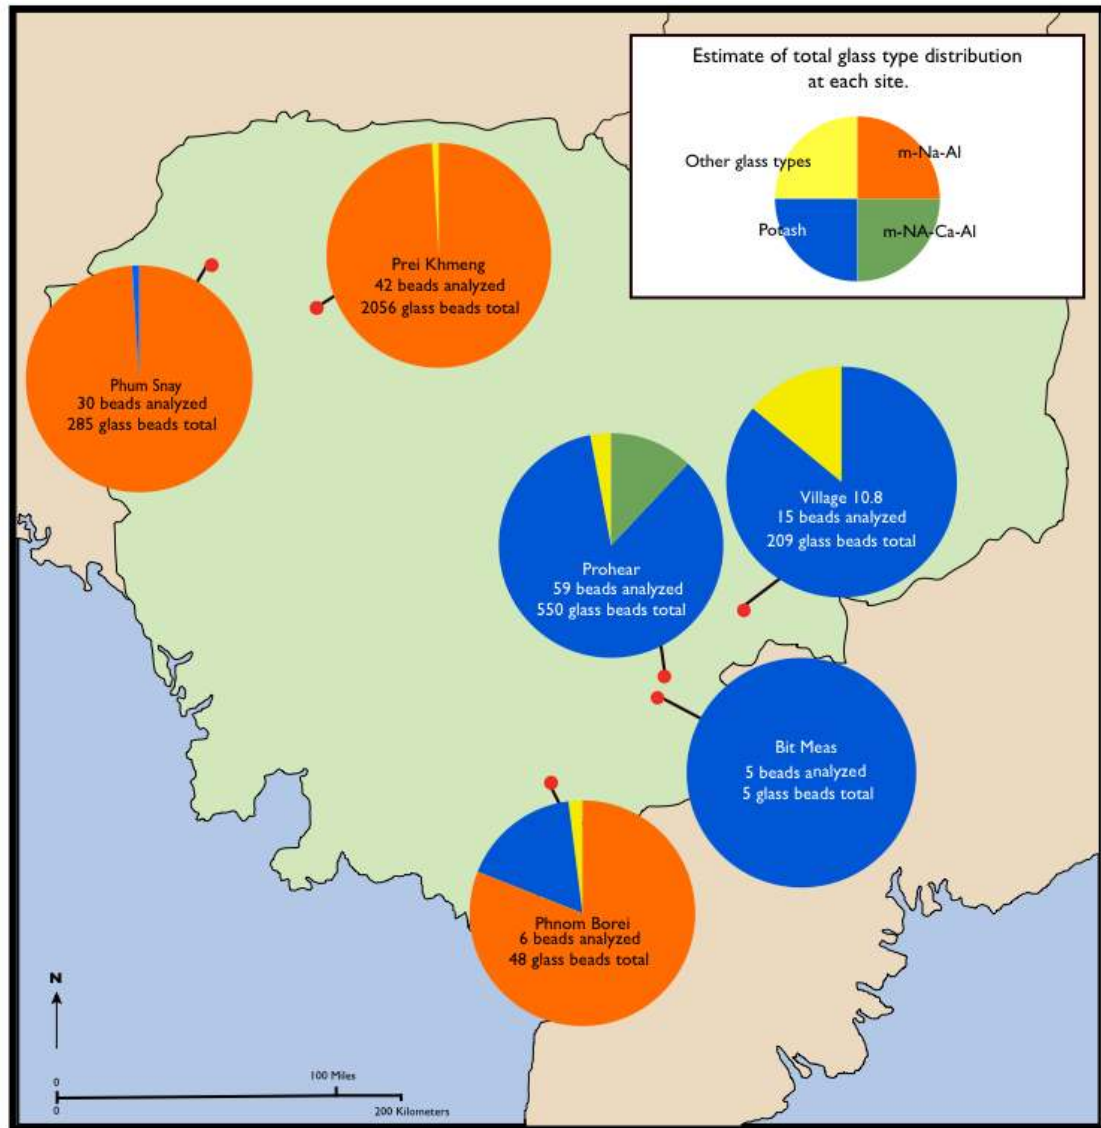 Estimate of total glass type distribution
at each site.
Other glass types
m-Na-Al
Potash
m-NA-Ca-Al
Prei Khmeng
42 beads analyzed
2056 glass beads total
Phum Snay
30 beads analyzed
285 glass beads total
Village 10.8
15 beads analyzed
209 glass beads total
Prohear
59 beads analyzed
550 glass beads total
Bit Meas
5 beads analyzed
5 glass beads total
Phnom Borei
6 beads analyzed
48 glass beads total
N
0
100 Miles
0
200 Kilometers